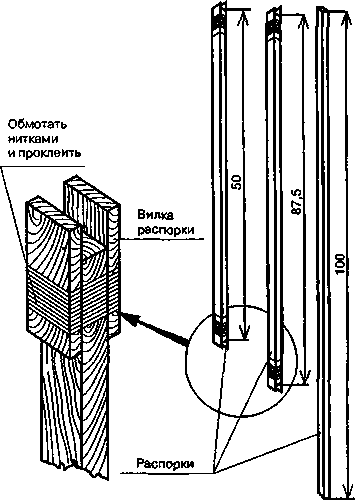 Обмотать
нитками
и проклеить
Вилка
распорки
50
87,5
100
Распорки